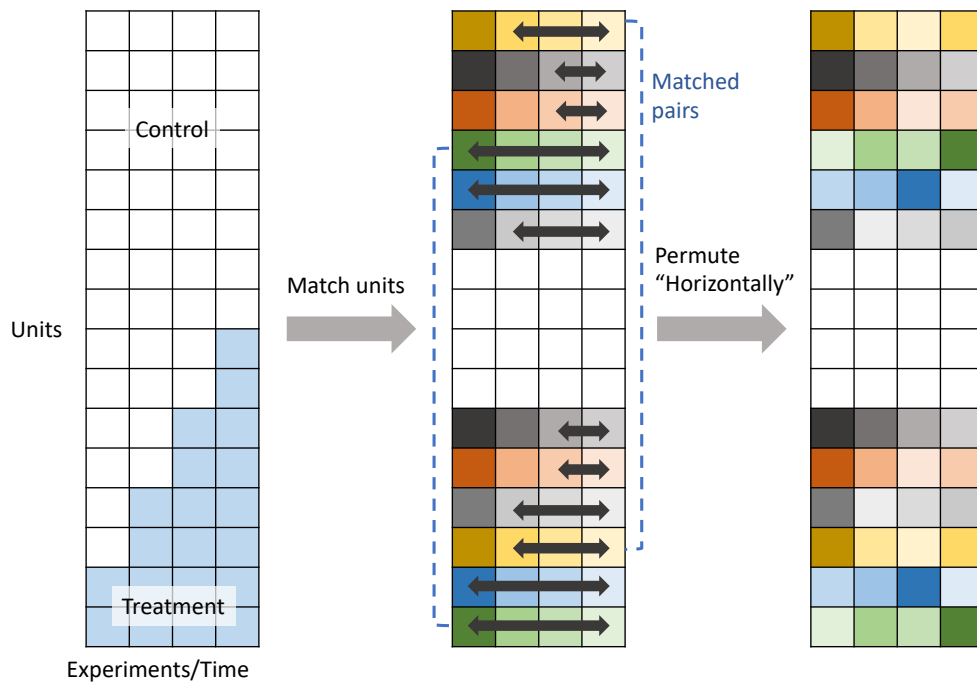 Control
Units
Treatment
Experiments/Time
Match units
Matched
pairs
Permute
“Horizontally”